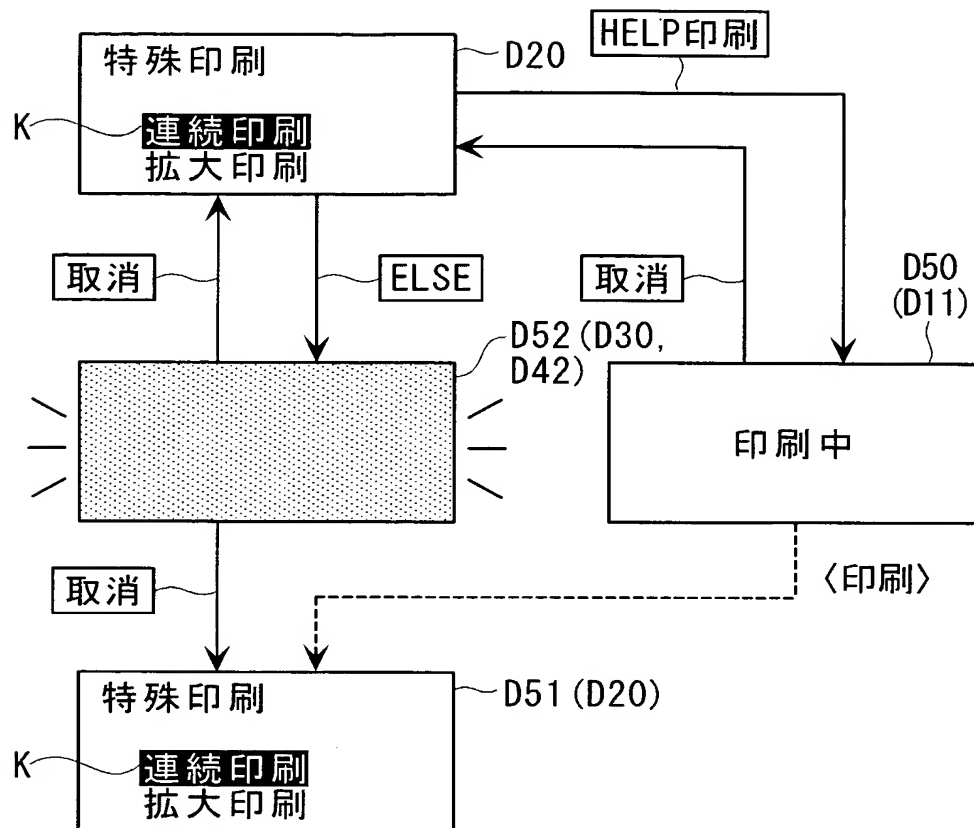 HELP印刷
特殊印刷
D20
K
連続印刷
拡大印刷
取消
ELSE
取消
D50
(D11)
D52(D30,
D42)
印刷中
取消
〈印刷〉
特殊印刷
D51(D20)
K
連続印刷
拡大印刷